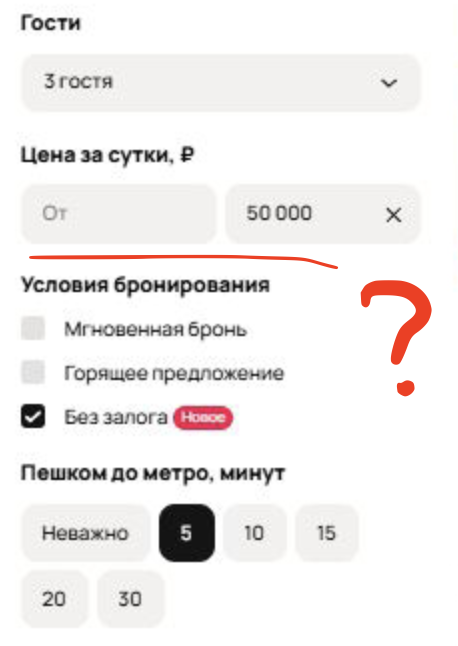 Гости
3 гостя
Цена за сутки, ₽
От 50 000
Условия бронирования
Мгновенная бронь
Горящее предложение
Без залога Новое
Пешком до метро, минут
Неважно 5 10 15
20 30
?